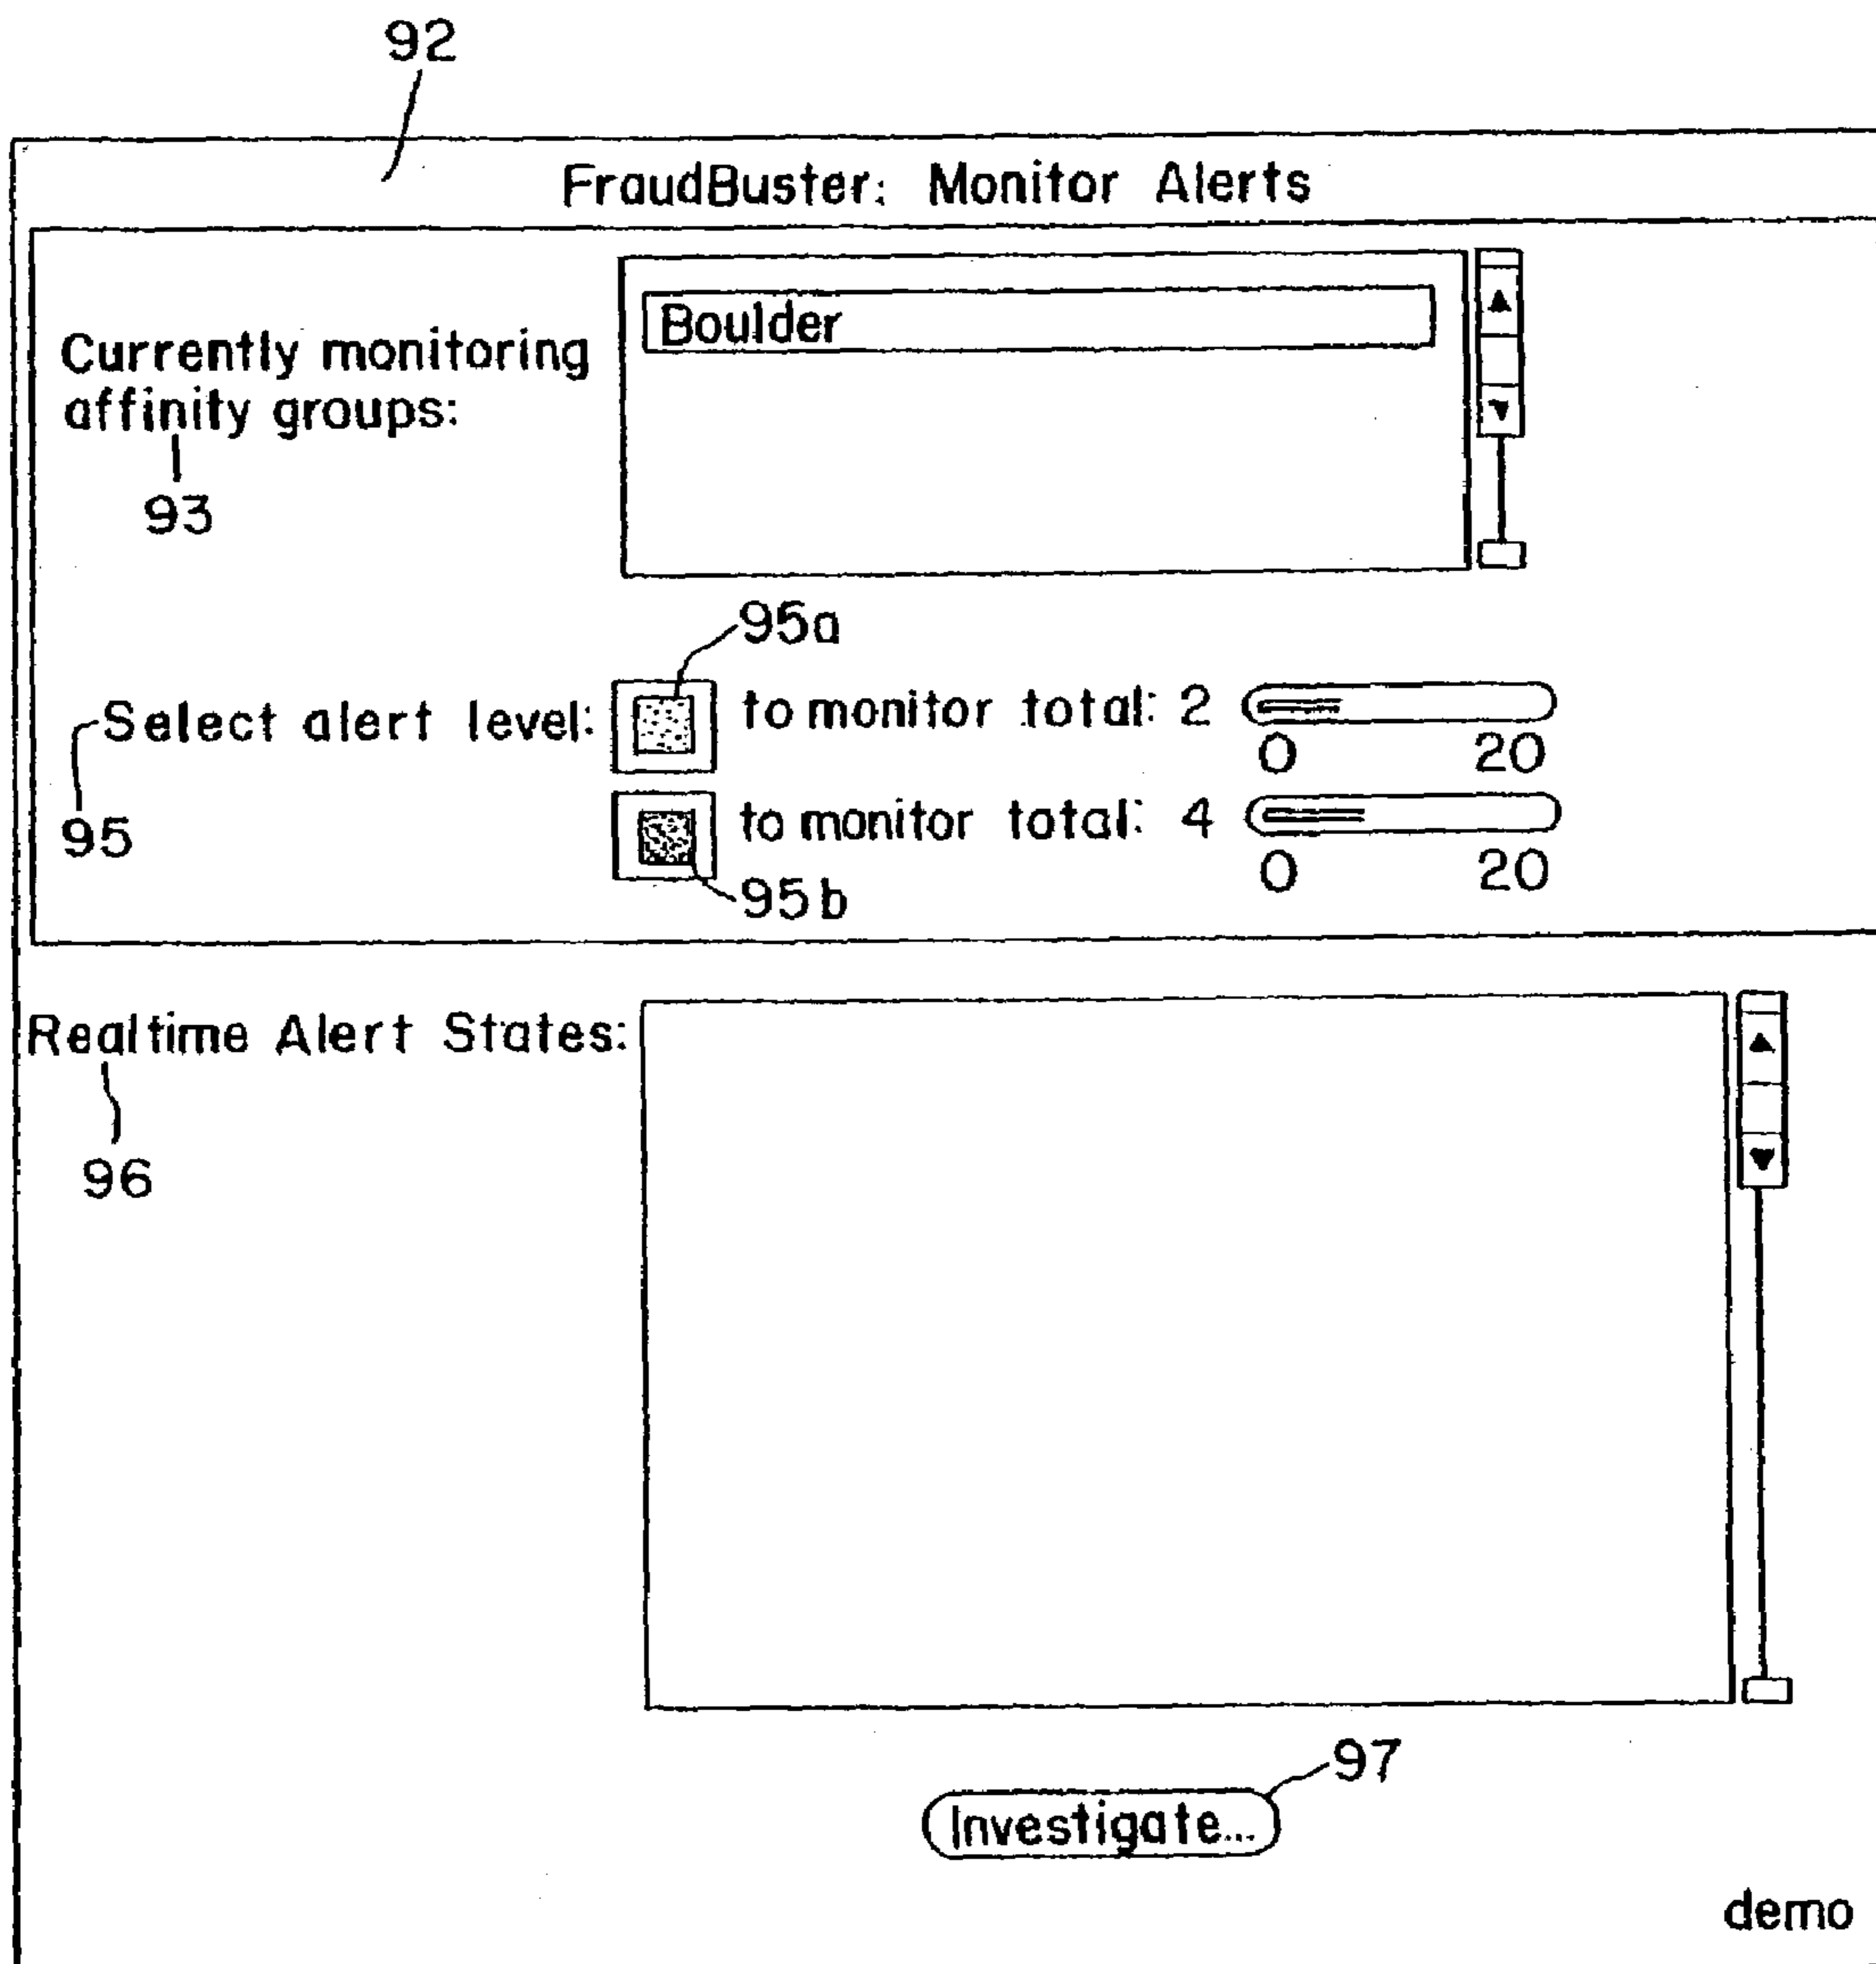 92
FraudBuster: Monitor Alerts
Boulder
Currently monitoring
affinity groups:
93
95a
Select alert level: to monitor total: 2
0 20
95
to monitor total: 4
0 20
95b
Realtime Alert States:
96
97
Investigate...
demo